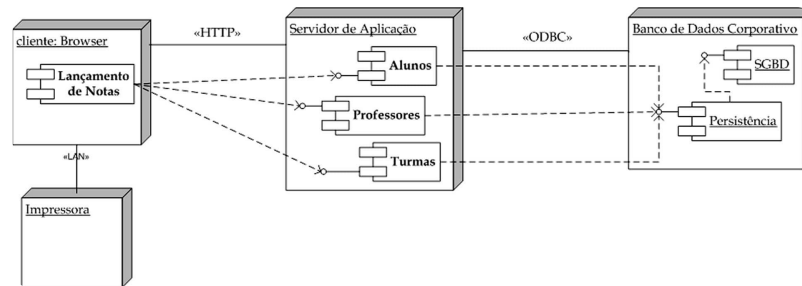 cliente: Browser
Lançamento
de Notas
«HTTP»
Servidor de Aplicação
Alunos
Professores
Turmas
«ODBC»
Banco de Dados Corporativo
SGBD
Persistência
«LAN»
Impressora